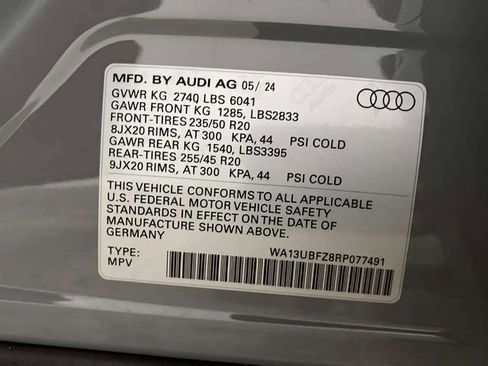 MFD. BY AUDI AG 05/ 24
GVWR KG 2740 LBS 6041
GAWR FRONT KG 1285, LBS2833
FRONT-TIRES 235/50 R20
8JX20 RIMS, AT 300 KPA, 44 PSI COLD
GAWR REAR KG 1540, LBS3395
REAR-TIRES 255/45 R20
9JX20 RIMS, AT 300 KPA, 44 PSI COLD
THIS VEHICLE CONFORMS TO ALL APPLICABLE
U.S. FEDERAL MOTOR VEHICLE SAFETY
STANDARDS IN EFFECT ON THE DATE OF
MANUFACTURE SHOWN ABOVE.
GERMANY
TYPE: WA13UBFZ8RP077491
MPV